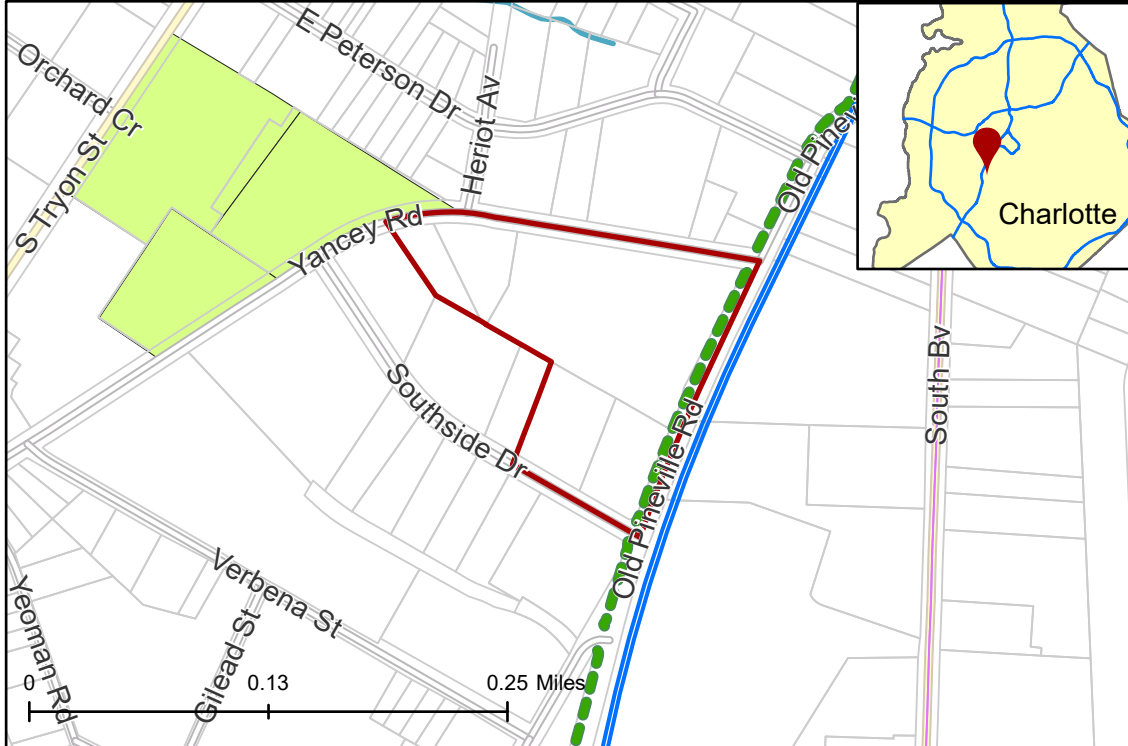 E Peterson Dr
Orchard Cr
Heriot Av
S Tryon St
Old Pinev
Yancey Rd
Charlotte
South Bv
Southside Dr
Old Pineville Rd
Verbena St
Yeoman Rd
Gilead St
0 0.13 0.25 Miles